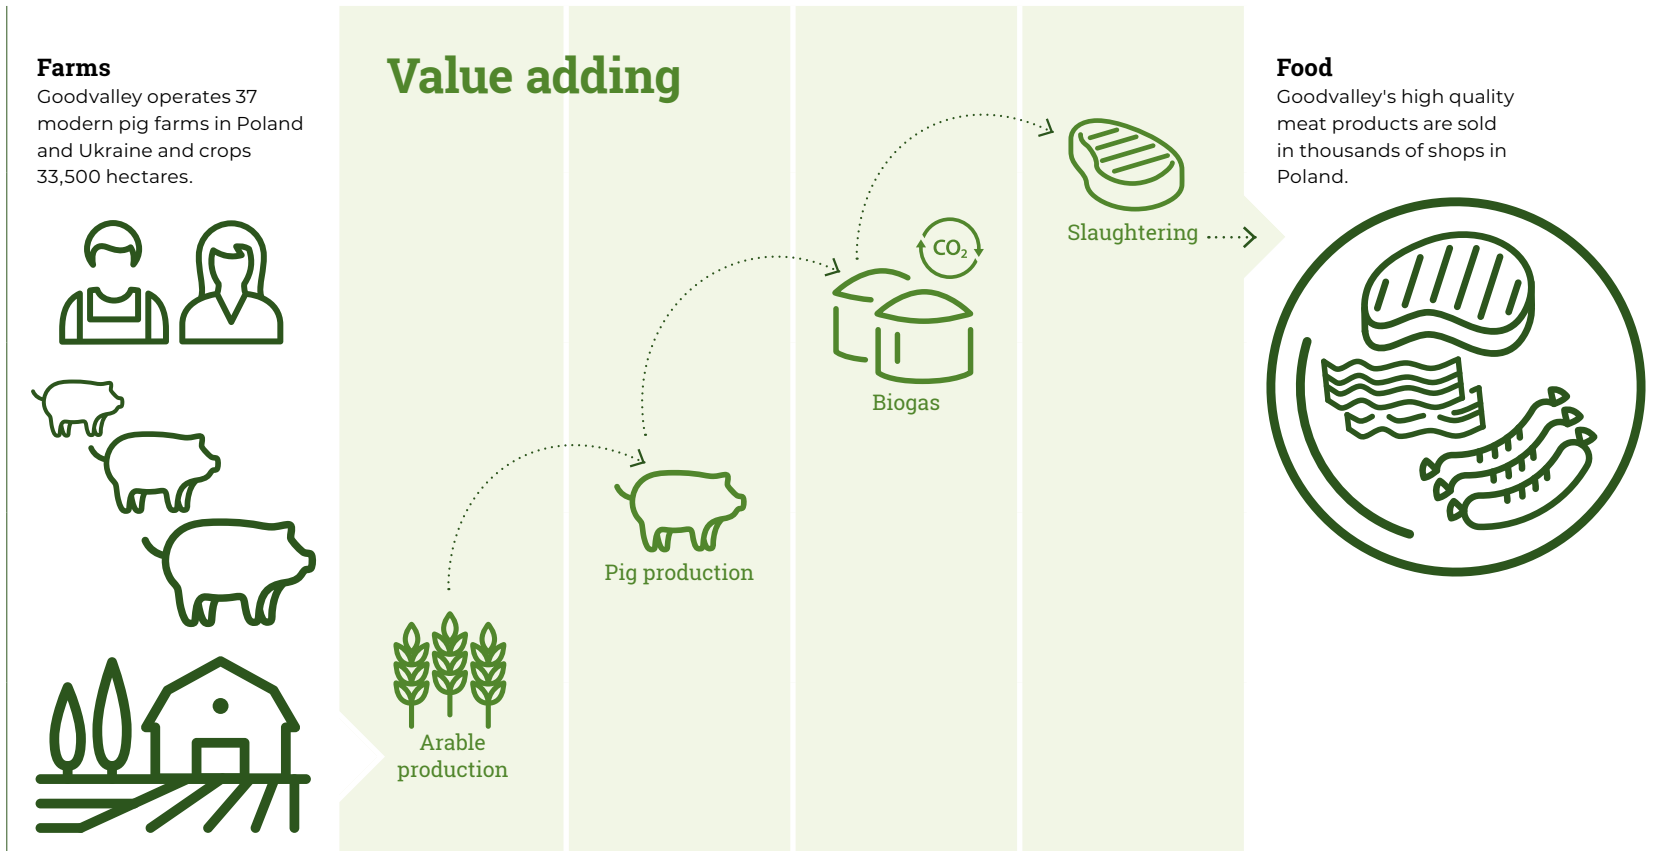 Farms
Goodvalley operates 37
modern pig farms in Poland
and Ukraine and crops
33,500 hectares.
Value adding
Arable
production
Pig production
CO₂
Biogas
Slaughtering
Food
Goodvalley's high quality
meat products are sold
in thousands of shops in
Poland.